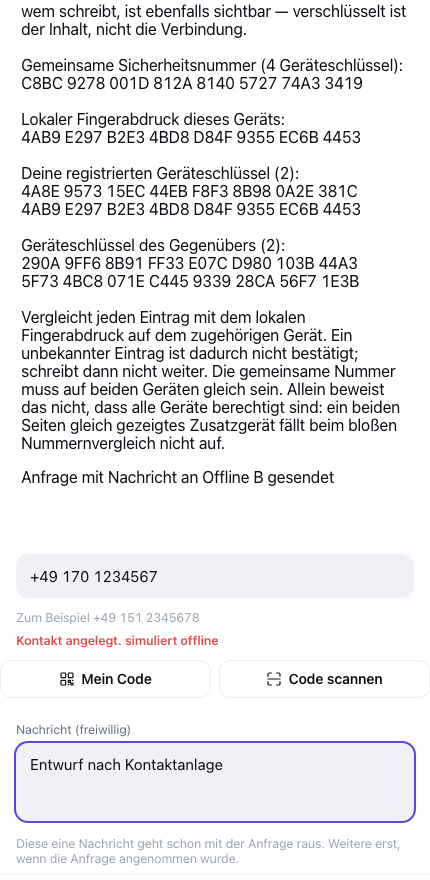 wem schreibt, ist ebenfalls sichtbar — verschlüsselt ist
der Inhalt, nicht die Verbindung.
Gemeinsame Sicherheitsnummer (4 Geräteschlüssel):
C8BC 9278 001D 812A 8140 5727 74A3 3419
Lokaler Fingerabdruck dieses Geräts:
4AB9 E297 B2E3 4BD8 D84F 9355 EC6B 4453
Deine registrierten Geräteschlüssel (2):
4A8E 9573 15EC 44EB F8F3 8B98 0A2E 381C
4AB9 E297 B2E3 4BD8 D84F 9355 EC6B 4453
Geräteschlüssel des Gegenübers (2):
290A 9FF6 8B91 FF33 E07C D980 103B 44A3
5F73 4BC8 071E C445 9339 28CA 56F7 1E3B
Vergleicht jeden Eintrag mit dem lokalen
Fingerabdruck auf dem zugehörigen Gerät. Ein
unbekannter Eintrag ist dadurch nicht bestätigt;
schreibt dann nicht weiter. Die gemeinsame Nummer
muss auf beiden Geräten gleich sein. Allein beweist
das nicht, dass alle Geräte berechtigt sind: ein beiden
Seiten gleich gezeigtes Zusatzgerät fällt beim bloßen
Nummernvergleich nicht auf.
Anfrage mit Nachricht an Offline B gesendet
+49 170 1234567
Zum Beispiel +49 151 2345678
Kontakt angelegt. simuliert offline
Mein Code
Code scannen
Nachricht (freiwillig)
Entwurf nach Kontaktanlage
Diese eine Nachricht geht schon mit der Anfrage raus. Weitere erst,
wenn die Anfrage angenommen wurde.